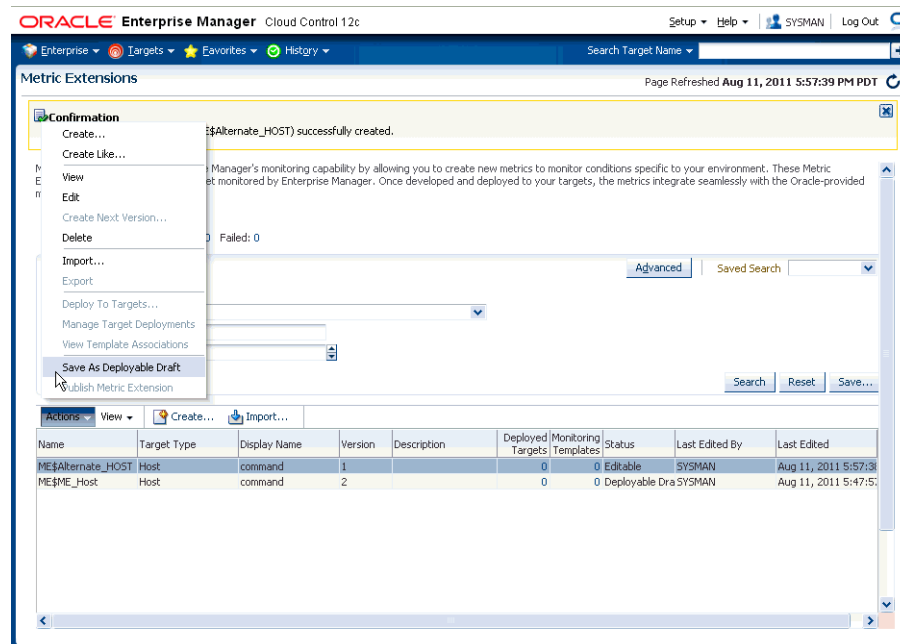 ORACLE Enterprise Manager Cloud Control 12c
Setup Help SYSMAN Log Out
Enterprise Targets Favorites History Search Target Name
Metric Extensions
Page Refreshed Aug 11, 2011 5:57:39 PM PDT
Confirmation
E$Alternate_HOST) successfully created.
Create...
Create Like...
View
Edit
Create Next Version...
Delete
Import...
Export
Deploy To Targets...
Manage Target Deployments
View Template Associations
Save As Deployable Draft
Publish Metric Extension
Manager's monitoring capability by allowing you to create new metrics to monitor conditions specific to your environment. These Metric
et monitored by Enterprise Manager. Once developed and deployed to your targets, the metrics integrate seamlessly with the Oracle-provided
Failed: 0
Advanced Saved Search
Search Reset Save...
Actions View Create... Import...
Name Target Type Display Name Version Description Deployed Targets Monitoring Templates Status Last Edited By Last Edited
ME$Alternate_HOST Host command 1 0 0 Editable SYSMAN Aug 11, 2011 5:57:3
ME$ME_Host Host command 2 0 0 Deployable Dra SYSMAN Aug 11, 2011 5:47:5